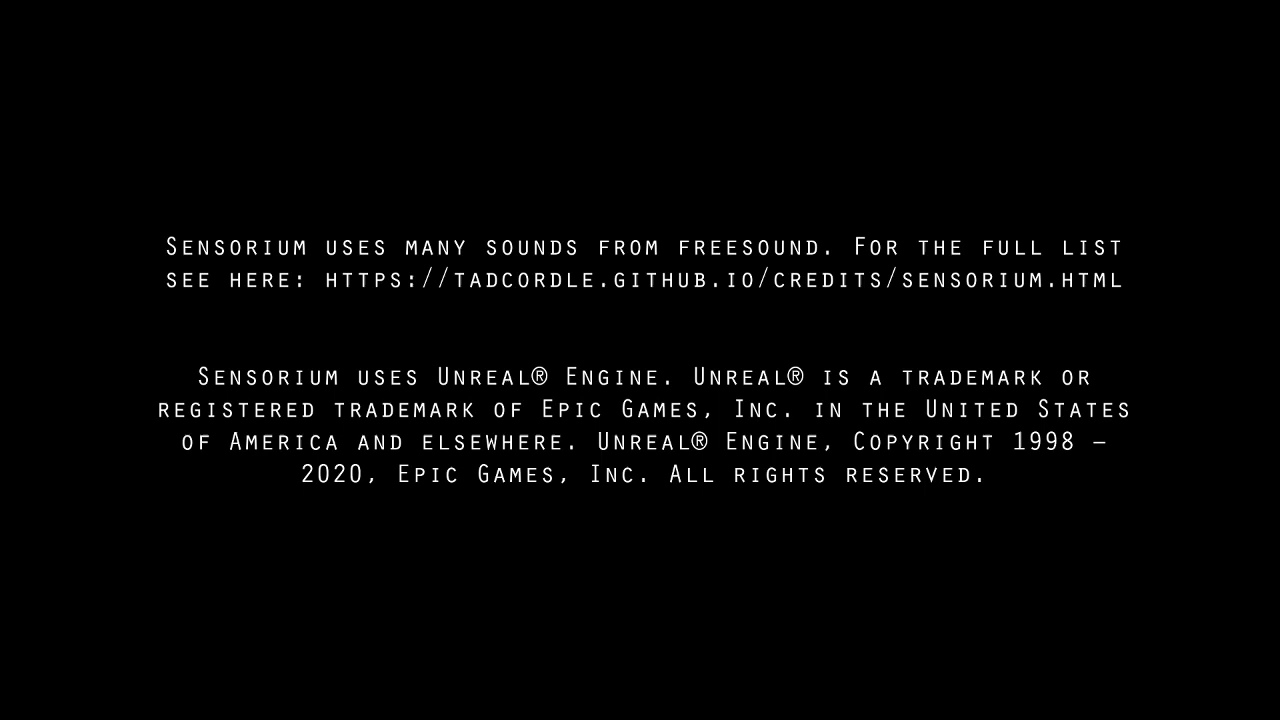 Sensorium uses many sounds from freesound. For the full list
see here: https://tadcordle.github.io/credits/sensorium.html
Sensorium uses Unreal® Engine. Unreal® is a trademark or
registered trademark of Epic Games, Inc. in the United States
of America and elsewhere. Unreal® Engine, Copyright 1998 –
2020, Epic Games, Inc. All rights reserved.